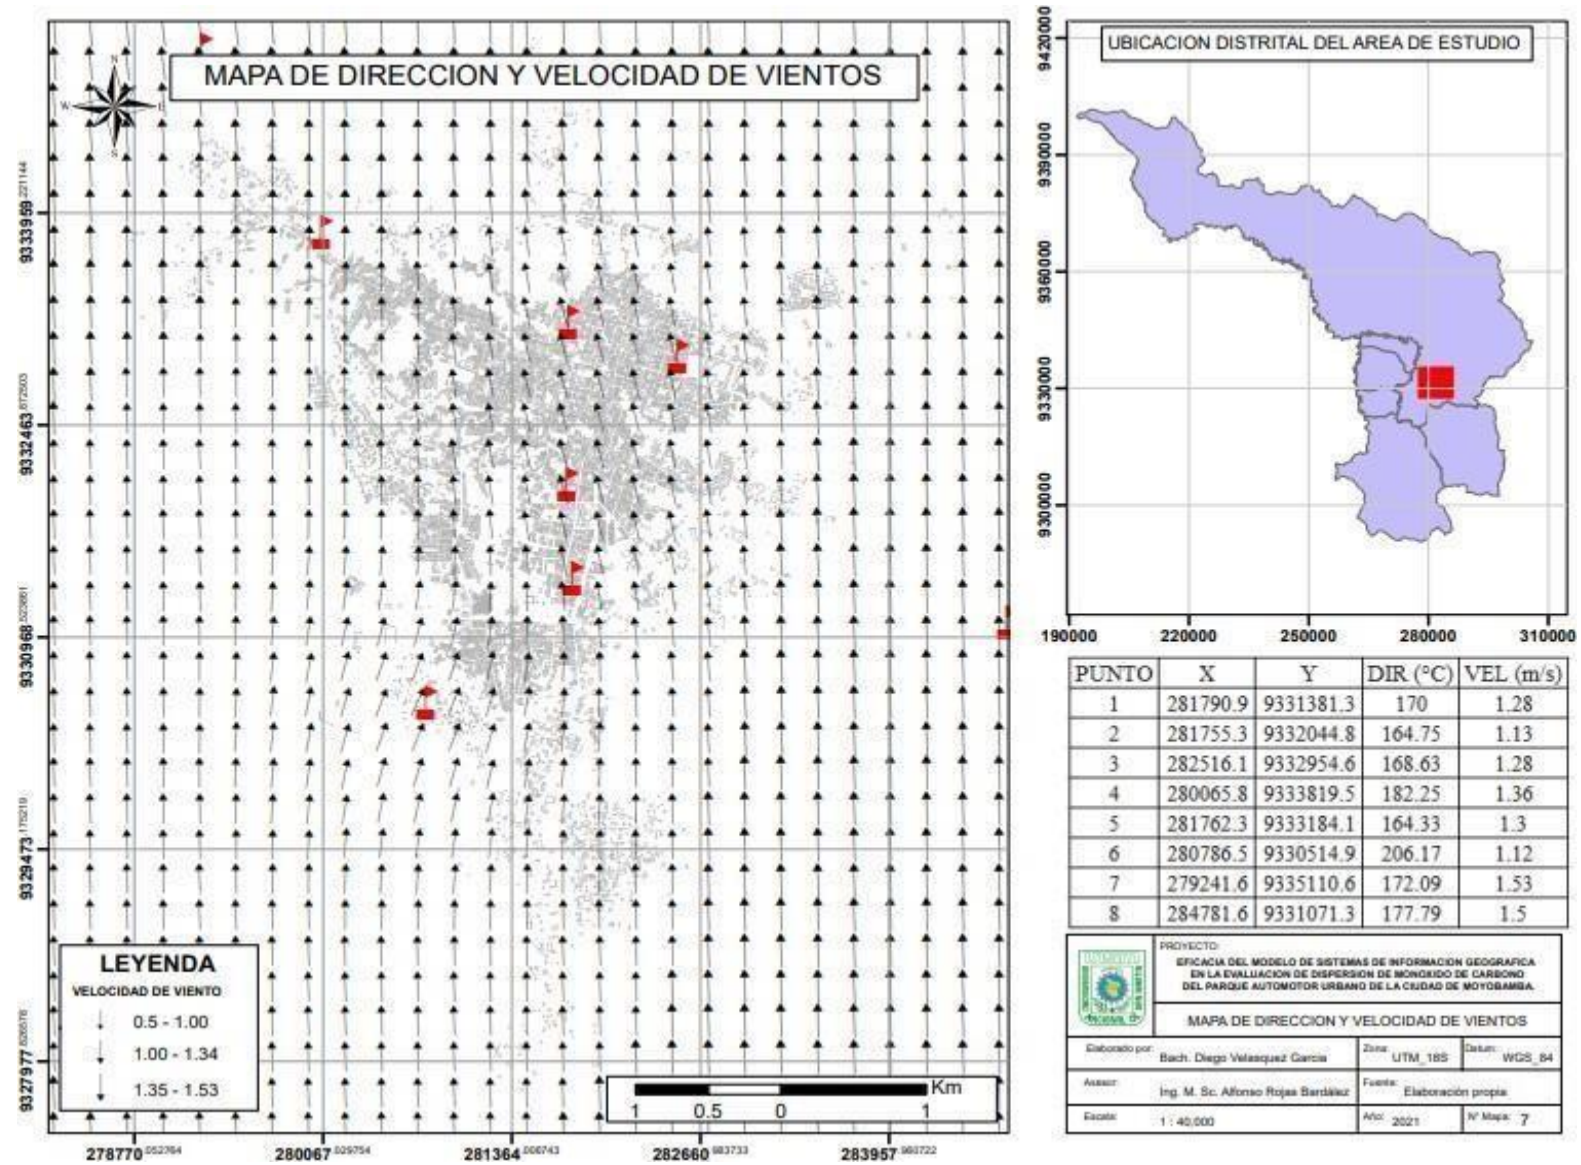 MAPA DE DIRECCION Y VELOCIDAD DE VIENTOS
N
W E
S
9333959.221144
9332463.672503
9330968
9329473.175219
9327977
278770.052764
280067.029754
281364.006743
282660.983733
283957.960722
LEYENDA
VELOCIDAD DE VIENTO
0.5 - 1.00
1.00 - 1.34
1.35 - 1.53
Km
1 0.5 0 1
UBICACION DISTRITAL DEL AREA DE ESTUDIO
9420000
9390000
9360000
9330000
9300000
190000 220000 250000 280000 310000
PUNTO X Y DIR (°C) VEL (m/s)
1 281790.9 9331381.3 170 1.28
2 281755.3 9332044.8 164.75 1.13
3 282516.1 9332954.6 168.63 1.28
4 280065.8 9333819.5 182.25 1.36
5 281762.3 9333184.1 164.33 1.3
6 280786.5 9330514.9 206.17 1.12
7 279241.6 9335110.6 172.09 1.53
8 284781.6 9331071.3 177.79 1.5
PROYECTO:
EFICACIA DEL MODELO DE SISTEMAS DE INFORMACION GEOGRAFICA
EN LA EVALUACION DE DISPERSION DE MONOXIDO DE CARBONO
DEL PARQUE AUTOMOTOR URBANO DE LA CIUDAD DE MOYOBAMBA.
MAPA DE DIRECCION Y VELOCIDAD DE VIENTOS
Elaborado por: Bach. Diego Velasquez Garcia
Zona: UTM_18S
Datum: WGS_84
Asesor: Ing. M. Sc. Alfonso Rojas Bardález
Fuente: Elaboración propia
Escala: 1 : 40,000
Año: 2021
N° Mapa: 7